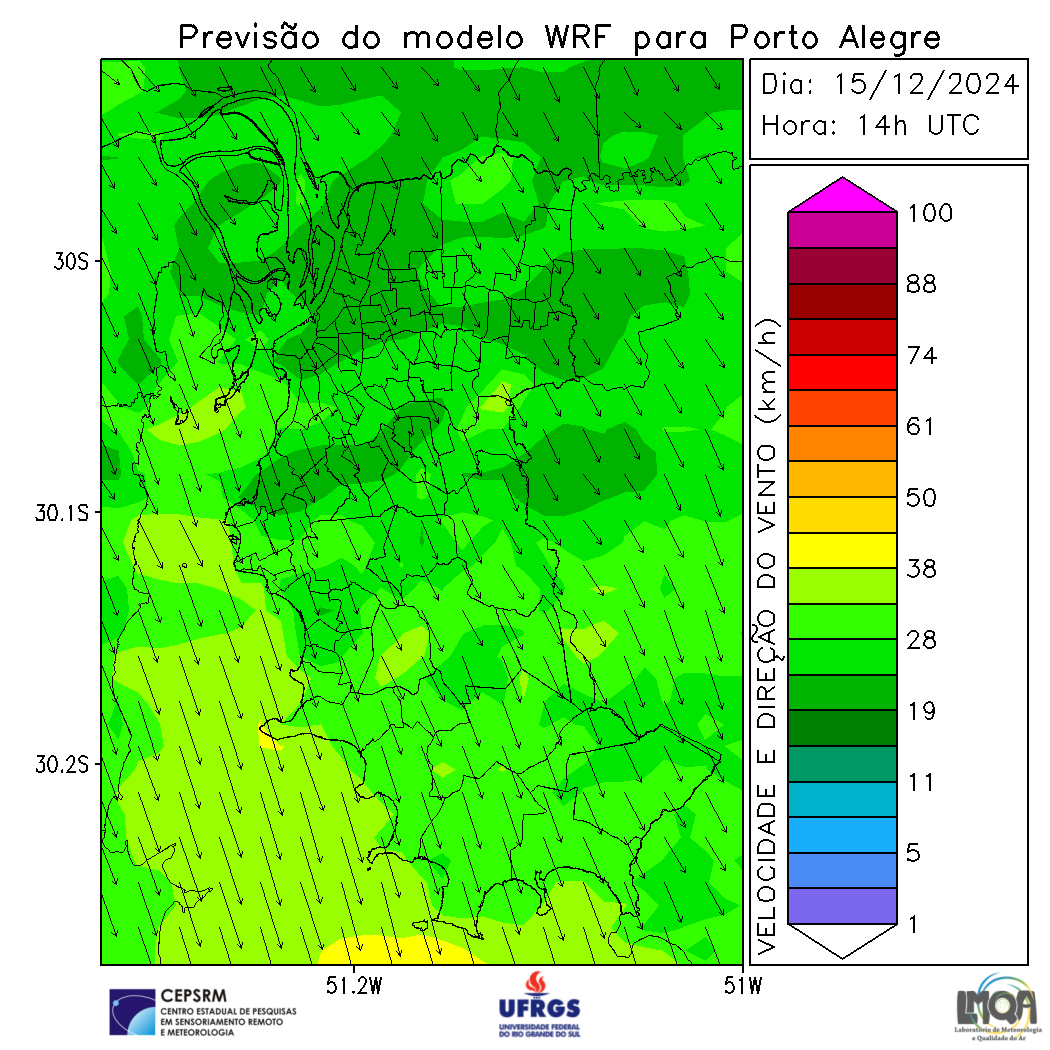 Previsão do modelo WRF para Porto Alegre
Dia: 15/12/2024
Hora: 14h UTC
30S
30.1S
30.2S
51.2W
51W
VELOCIDADE E DIREÇÃO DO VENTO (km/h)
100
88
74
61
50
38
28
19
11
5
1
CEPSRM
CENTRO ESTADUAL DE PESQUISAS
EM SENSORIAMENTO REMOTO
E METEOROLOGIA
UFRGS
UNIVERSIDADE FEDERAL
DO RIO GRANDE DO SUL
LMQA
Laboratório de Meteorologia
e Qualidade do Ar